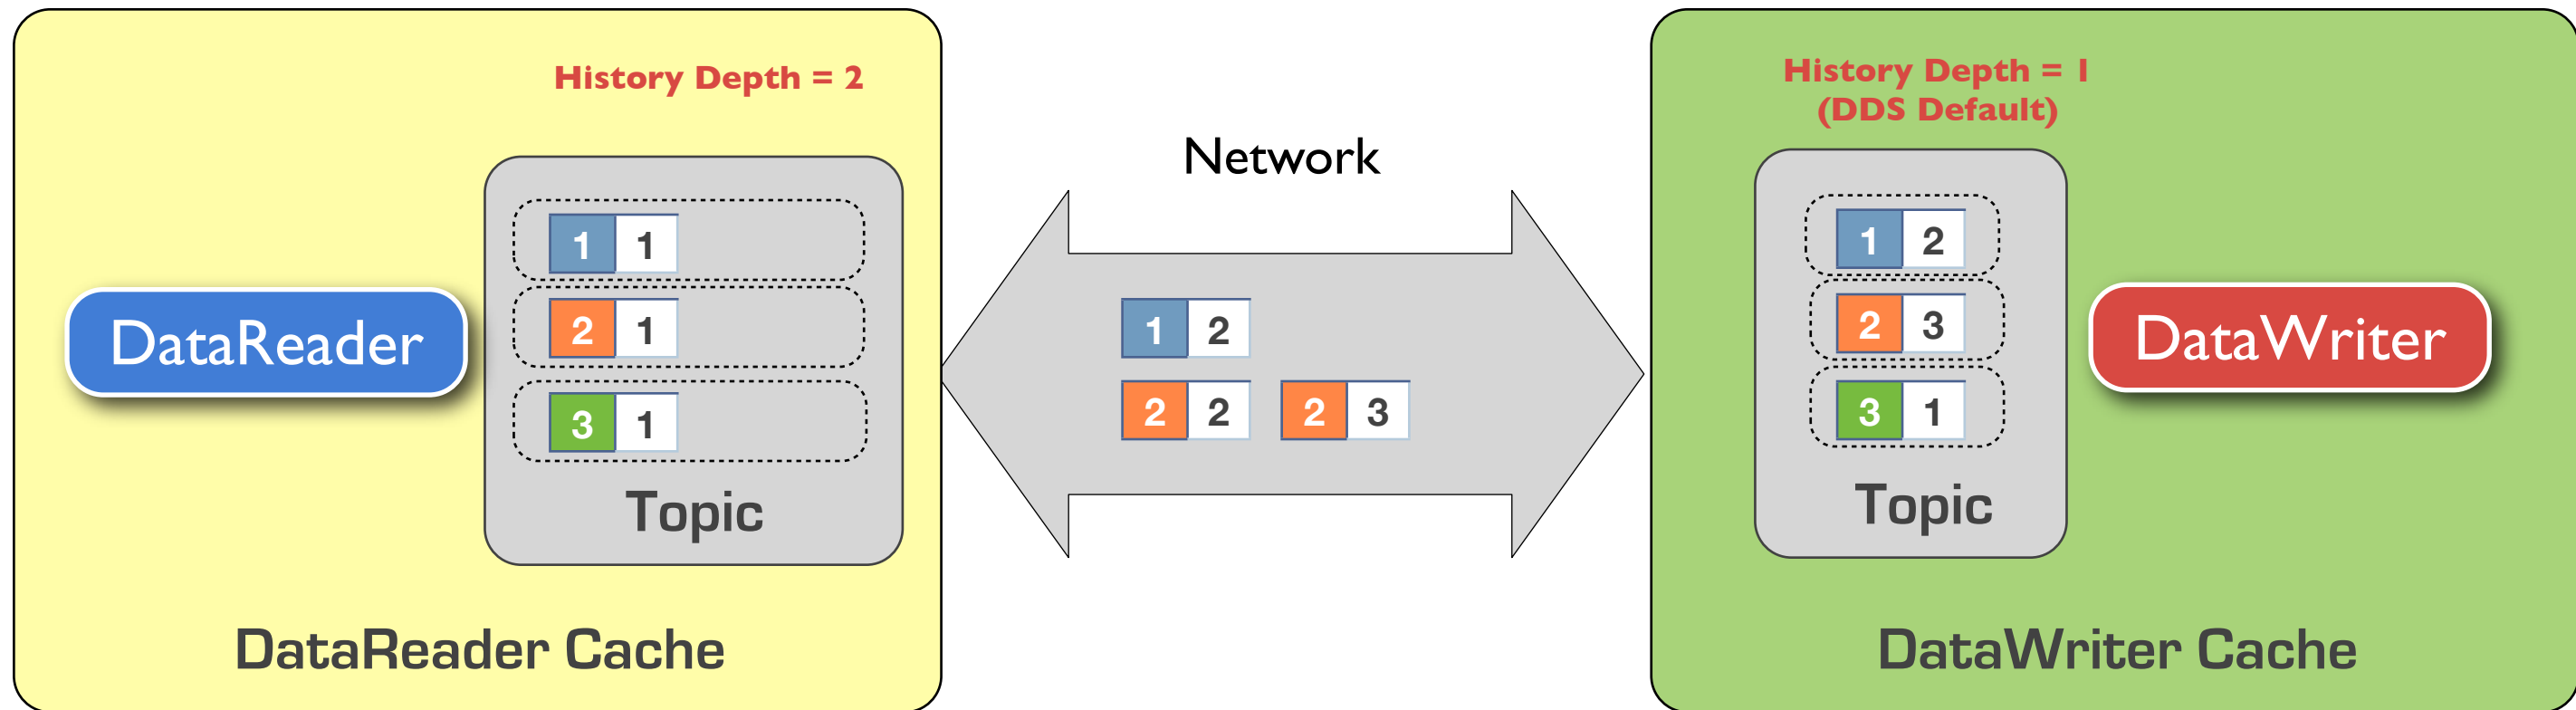 History Depth = 2
1 1
2 1
3 1
Topic
DataReader
DataReader Cache
Network
1 2
2 2 2 3
History Depth = 1
(DDS Default)
1 2
2 3
3 1
Topic
DataWriter
DataWriter Cache